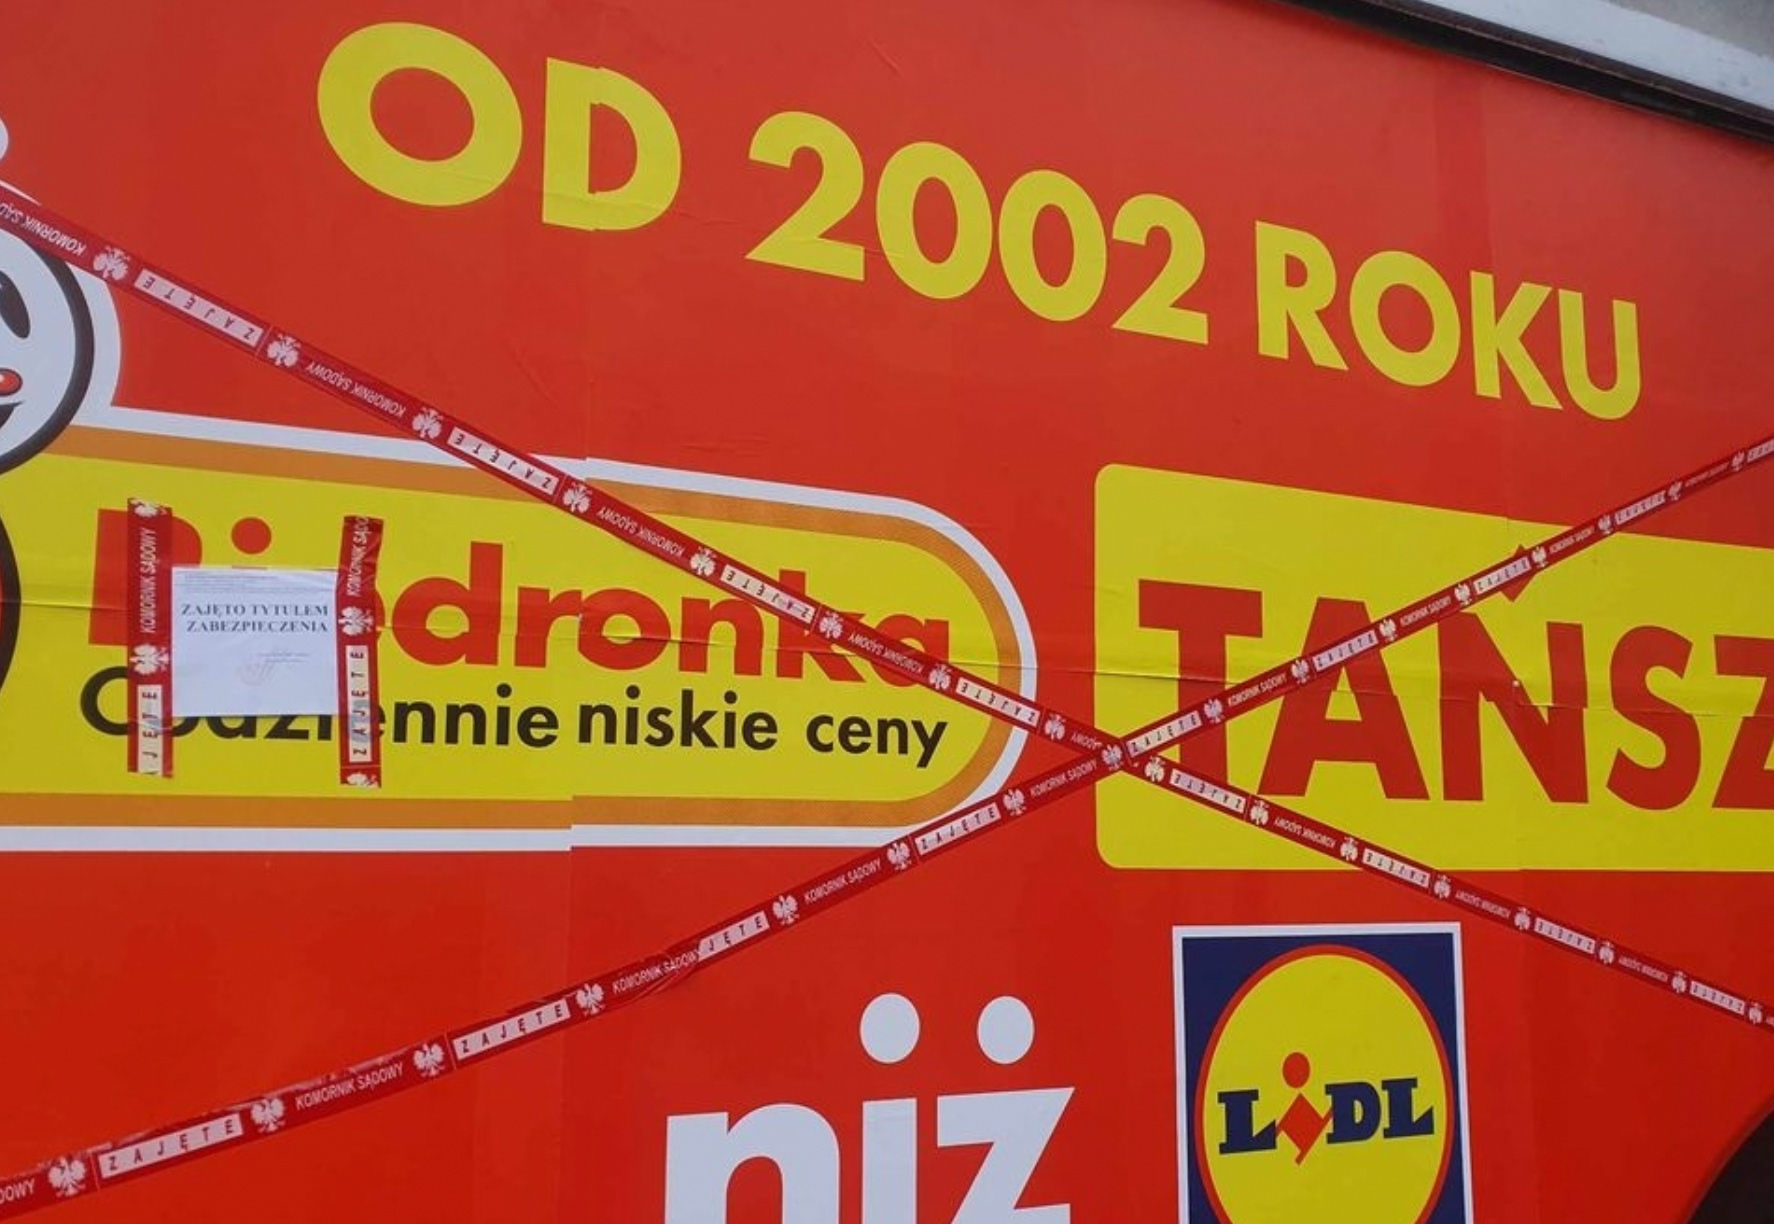 OD 2002 ROKU
Biedronka
Codziennie niskie ceny
TAŃSZ
niż
LIDL
ZAJĘTO TYTUŁEM
ZABEZPIECZENIA
KOMORNIK SĄDOWY
ZAJĘTE